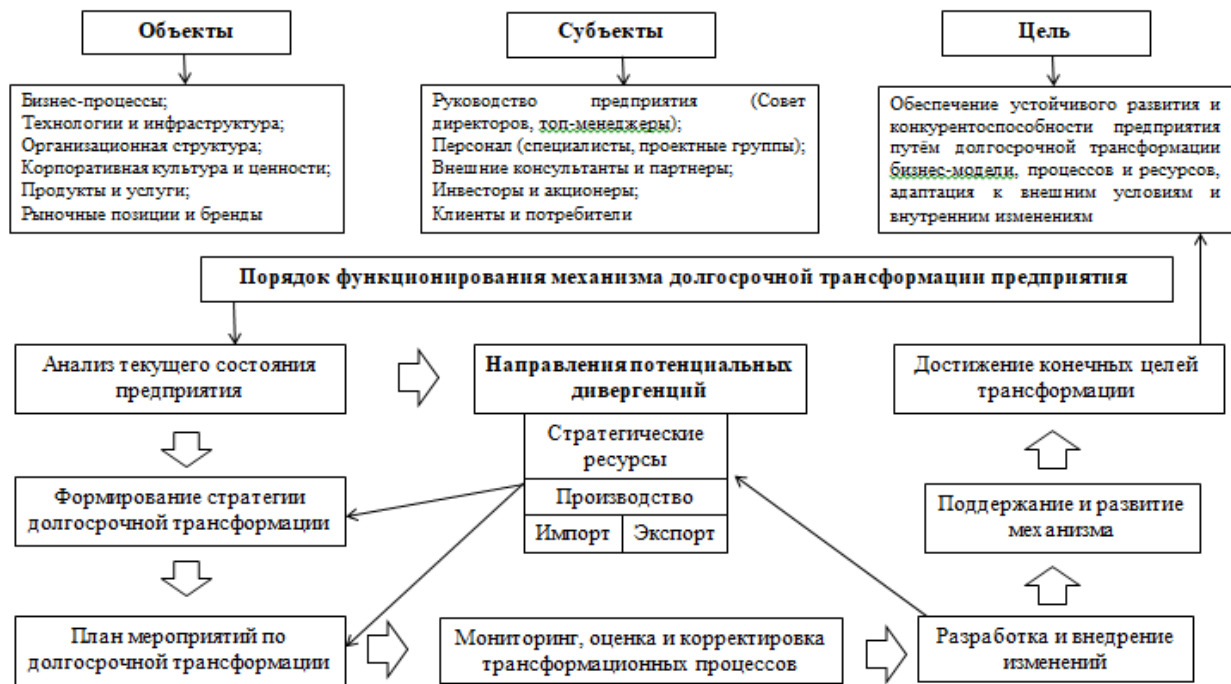 Объекты
Субъекты
Цель
Бизнес-процессы;
Технологии и инфраструктура;
Организационная структура;
Корпоративная культура и ценности;
Продукты и услуги;
Рыночные позиции и бренды
Руководство предприятия (Совет
директоров, топ-менеджеры);
Персонал (специалисты, проектные группы);
Внешние консультанты и партнеры;
Инвесторы и акционеры;
Клиенты и потребители
Обеспечение устойчивого развития и
конкурентоспособности предприятия
путём долгосрочной трансформации
бизнес-модели, процессов и ресурсов,
адаптация к внешним условиям и
внутренним изменениям
Порядок функционирования механизма долгосрочной трансформации предприятия
Анализ текущего состояния
предприятия
Направления потенциальных
дивергенций
Достижение конечных целей
трансформации
Стратегические
ресурсы
Производство
Импорт
Экспорт
Формирование стратегии
долгосрочной трансформации
Поддержание и развитие
механизма
План мероприятий по
долгосрочной трансформации
Мониторинг, оценка и корректировка
трансформационных процессов
Разработка и внедрение
изменений